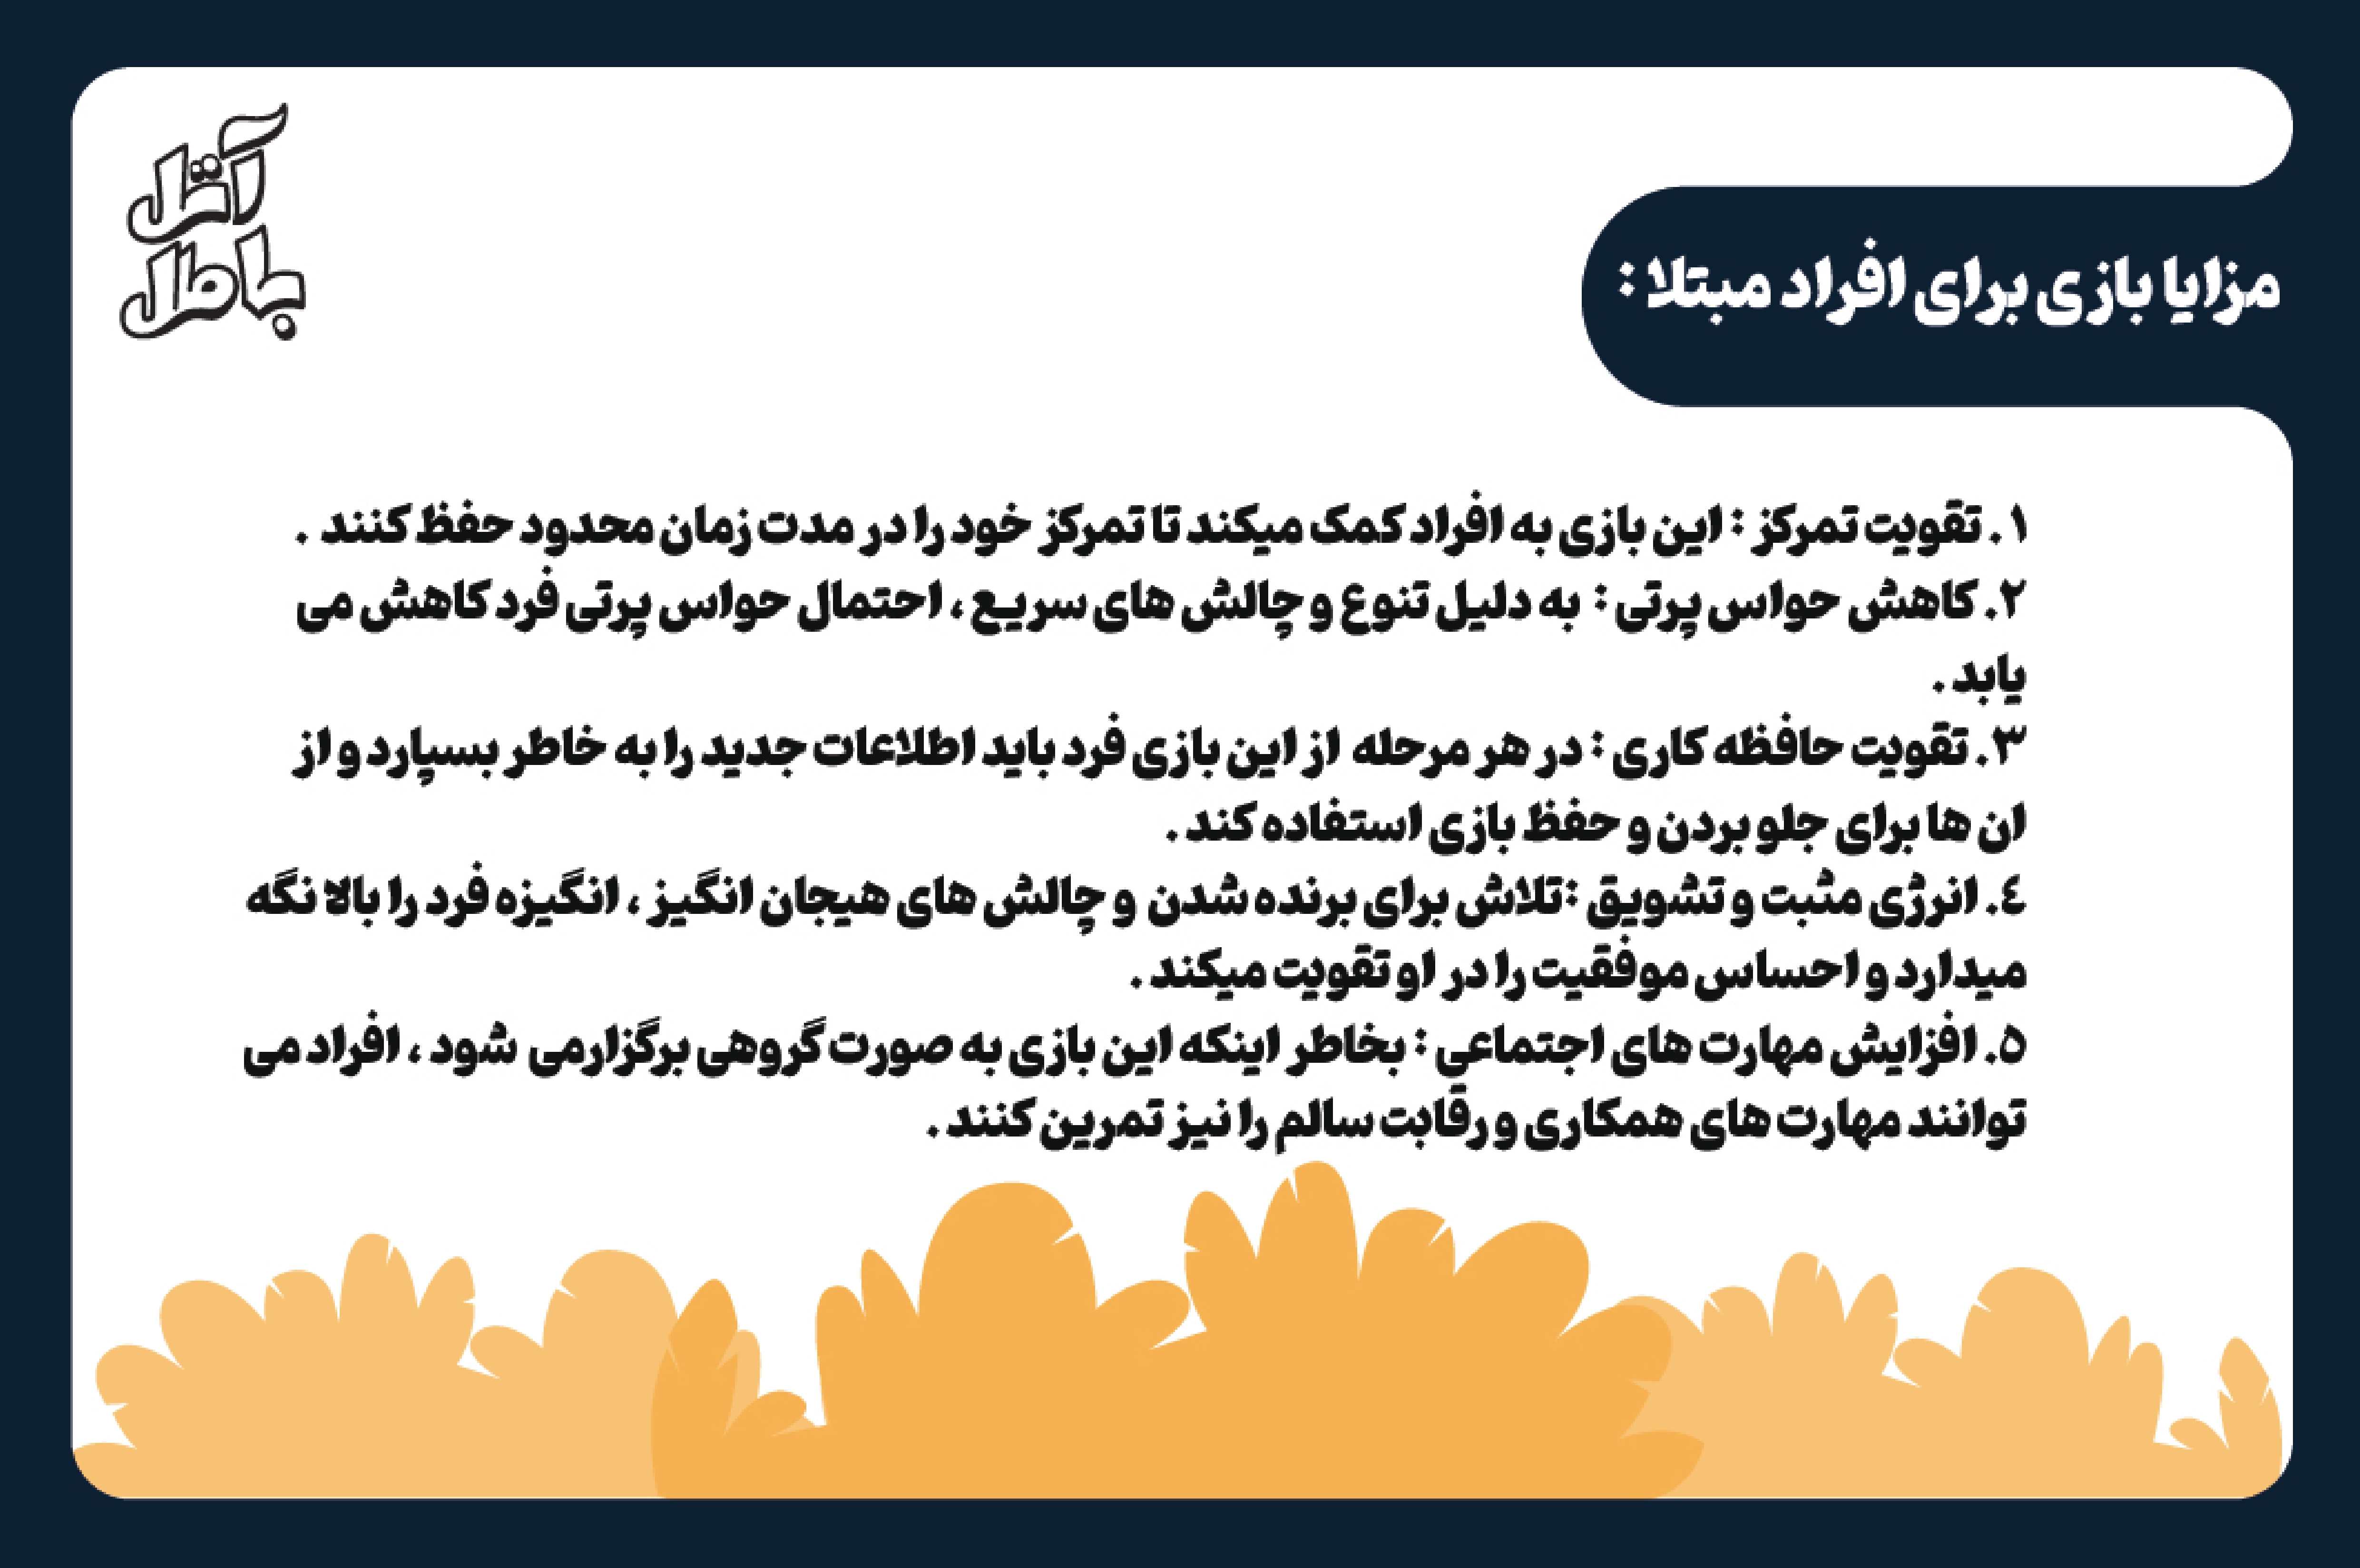 آتل
باطل
مزایا بازی برای افراد مبتلا :
۱. تقویت تمرکز : این بازی به افراد کمک میکند تا تمرکز خود را در مدت زمان محدود حفظ کنند .
۲. کاهش حواس پرتی : به دلیل تنوع و چالش های سریع ، احتمال حواس پرتی فرد کاهش می
یابد .
۳. تقویت حافظه کاری : در هر مرحله از این بازی فرد باید اطلاعات جدید را به خاطر بسپارد و از
ان ها برای جلو بردن و حفظ بازی استفاده کند .
٤. انرژی مثبت و تشویق :تلاش برای برنده شدن و چالش های هیجان انگیز ، انگیزه فرد را بالا نگه
میدارد و احساس موفقیت را در او تقویت میکند .
۵. افزایش مهارت های اجتماعی : بخاطر اینکه این بازی به صورت گروهی برگزارمی شود ، افراد می
توانند مهارت های همکاری و رقابت سالم را نیز تمرین کنند .